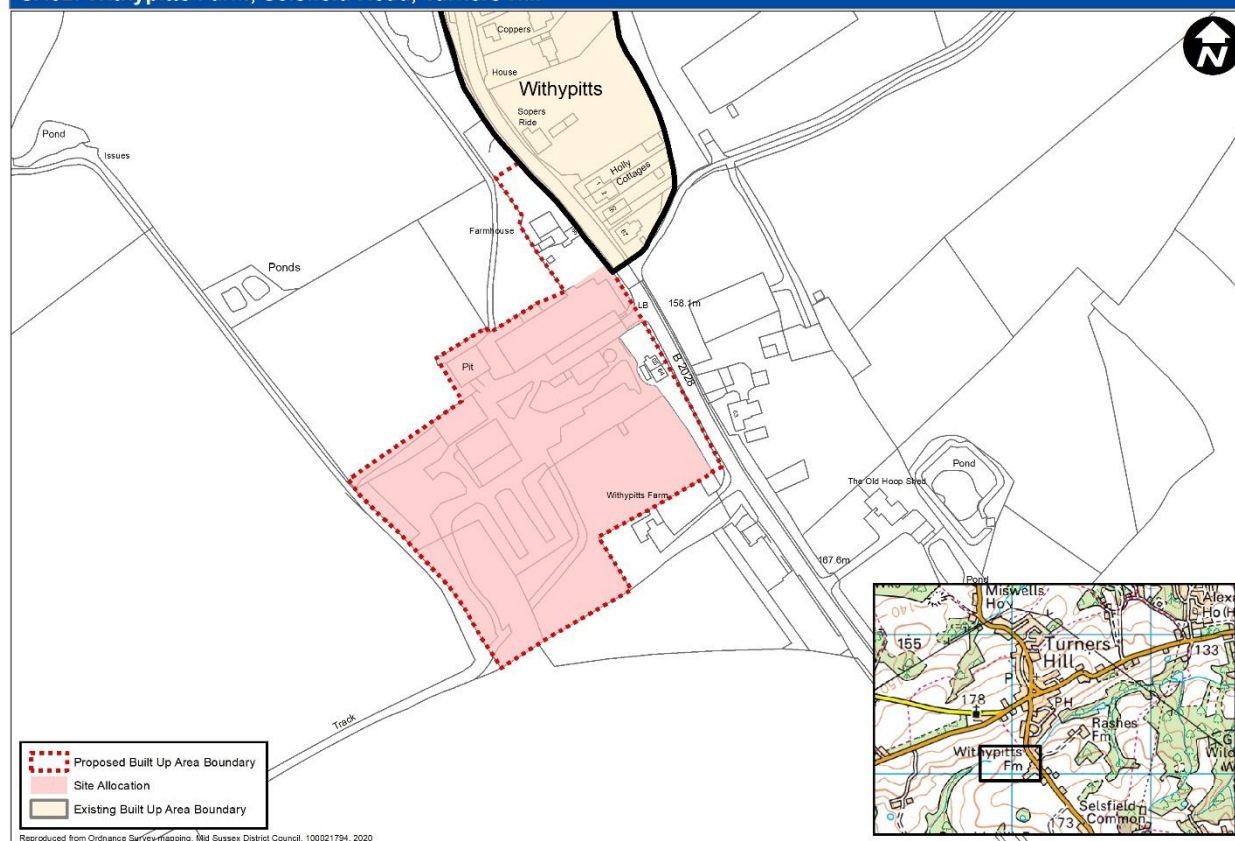 N
Coppers
House
Withypitts
Sopers
Ride
Pond
Issues
Holly
Cottages
Farmhouse
Ponds
158.1m
LB
Pit
B 2028
63
Pond
The Old Hoop Shed
Withypitts Farm
167.6m
Pond
Track
Proposed Built Up Area Boundary
Site Allocation
Existing Built Up Area Boundary
Reproduced from Ordnance Survey mapping. Mid Sussex District Council. 100021794. 2020
Miswells
Ho
140
155
Turners
Hill
133
P
178
PH
Rashes
Fm
Withypitts
Fm
Selsfield
Common
173